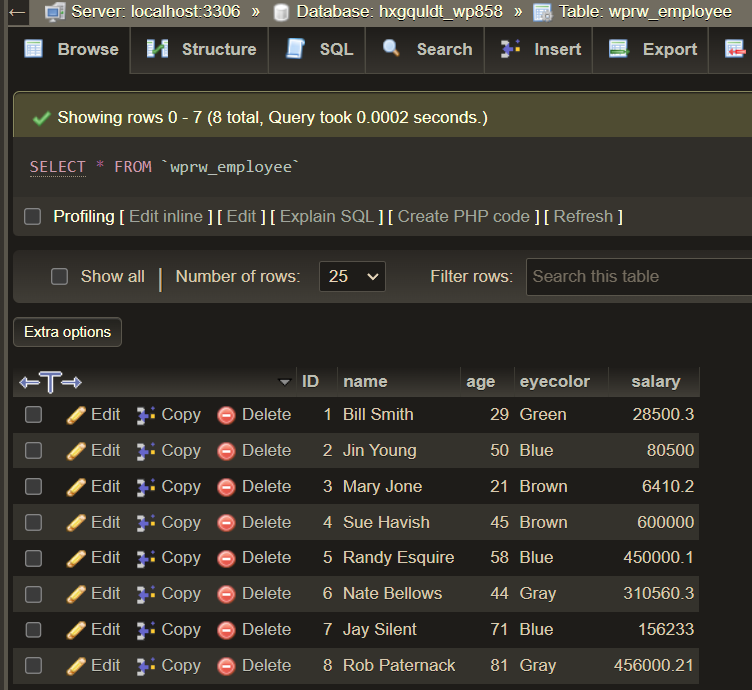 ← Server: localhost:3306 » Database: hxgquldt_wp858 » Table: wprw_employee
Browse Structure SQL Search Insert Export
Showing rows 0 - 7 (8 total, Query took 0.0002 seconds.)
SELECT * FROM `wprw_employee`
Profiling [ Edit inline ] [ Edit ] [ Explain SQL ] [ Create PHP code ] [ Refresh ]
Show all | Number of rows: 25 Filter rows: Search this table
Extra options
←T→ ID name age eyecolor salary
Edit Copy Delete 1 Bill Smith 29 Green 28500.3
Edit Copy Delete 2 Jin Young 50 Blue 80500
Edit Copy Delete 3 Mary Jone 21 Brown 6410.2
Edit Copy Delete 4 Sue Havish 45 Brown 600000
Edit Copy Delete 5 Randy Esquire 58 Blue 450000.1
Edit Copy Delete 6 Nate Bellows 44 Gray 310560.3
Edit Copy Delete 7 Jay Silent 71 Blue 156233
Edit Copy Delete 8 Rob Paternack 81 Gray 456000.21